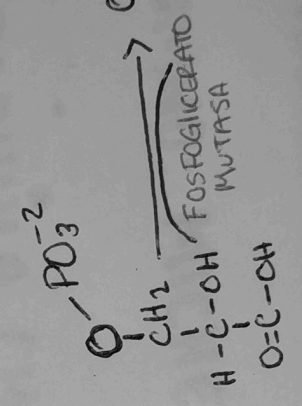 O-PO3-2
CH2
H-C-OH
O=C-OH
FOSFOGLICERATO
MUTASA